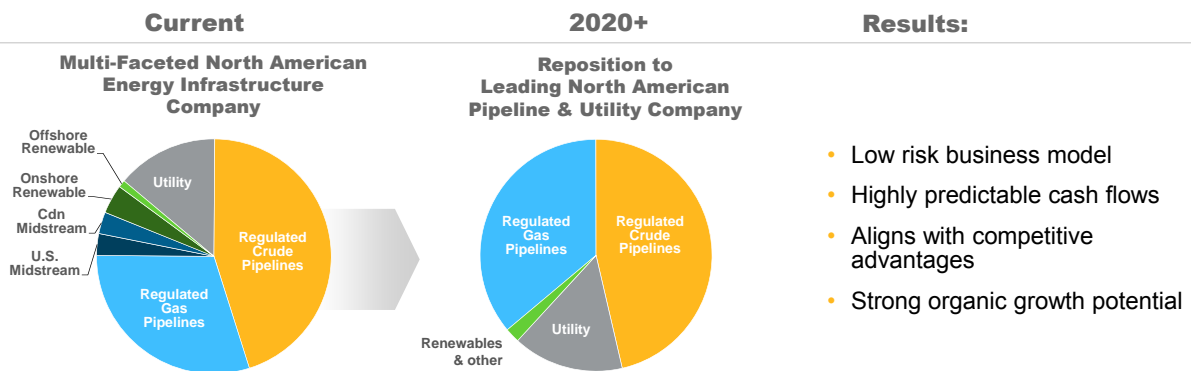 Current
2020+
Results:
Multi-Faceted North American
Energy Infrastructure
Company
Reposition to
Leading North American
Pipeline & Utility Company
Offshore
Renewable
Onshore
Renewable
Cdn
Midstream
U.S.
Midstream
Utility
Regulated
Crude
Pipelines
Regulated
Gas
Pipelines
Regulated
Gas
Pipelines
Regulated
Crude
Pipelines
Utility
Renewables
& other
• Low risk business model
• Highly predictable cash flows
• Aligns with competitive
advantages
• Strong organic growth potential